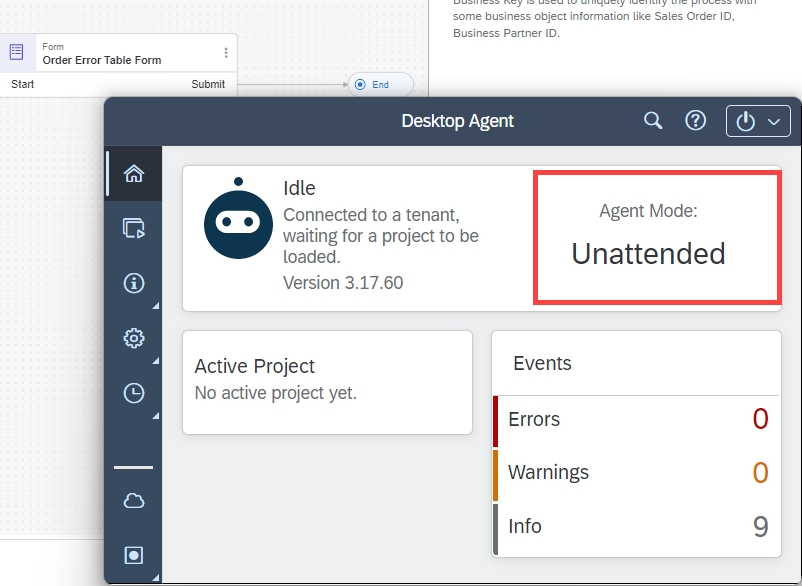 Business Key is used to uniquely identify the process with
some business object information like Sales Order ID,
Business Partner ID.
Form
Order Error Table Form
Start
Submit
End
Desktop Agent
Idle
Connected to a tenant,
waiting for a project to be
loaded.
Version 3.17.60
Agent Mode:
Unattended
Active Project
No active project yet.
Events
Errors 0
Warnings 0
Info 9